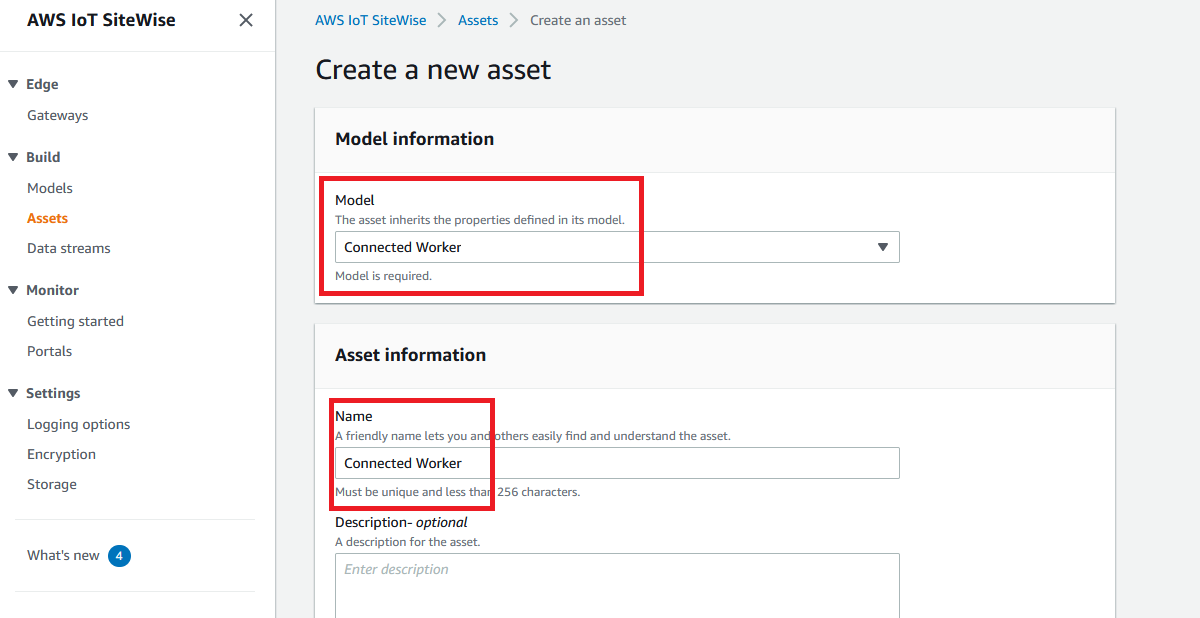 AWS IoT SiteWise
Edge
Gateways
Build
Models
Assets
Data streams
Monitor
Getting started
Portals
Settings
Logging options
Encryption
Storage
What's new 4
AWS IoT SiteWise Assets Create an asset
Create a new asset
Model information
Model
The asset inherits the properties defined in its model.
Connected Worker
Model is required.
Asset information
Name
A friendly name lets you and others easily find and understand the asset.
Connected Worker
Must be unique and less than 256 characters.
Description- optional
A description for the asset.
Enter description